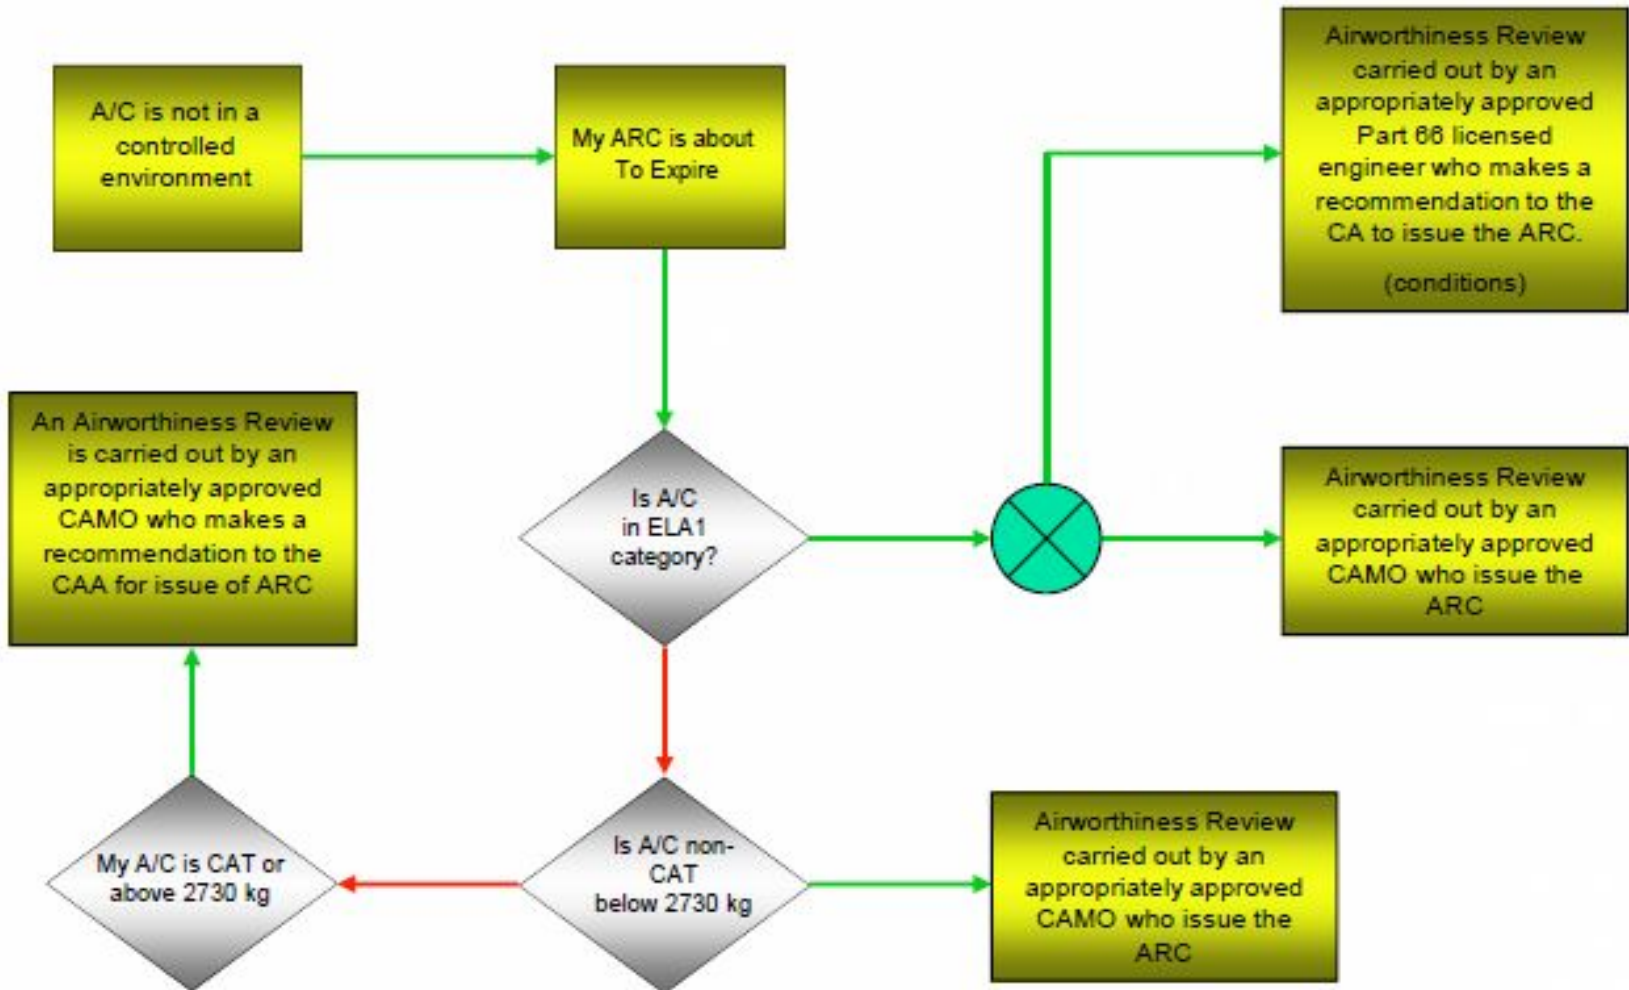 A/C is not in a
controlled
environment
My ARC is about
To Expire
Airworthiness Review
carried out by an
appropriately approved
Part 66 licensed
engineer who makes a
recommendation to the
CA to issue the ARC.
(conditions)
An Airworthiness Review
is carried out by an
appropriately approved
CAMO who makes a
recommendation to the
CAA for issue of ARC
Is A/C
in ELA1
category?
Airworthiness Review
carried out by an
appropriately approved
CAMO who issue the
ARC
My A/C is CAT or
above 2730 kg
Is A/C non-
CAT
below 2730 kg
Airworthiness Review
carried out by an
appropriately approved
CAMO who issue the
ARC